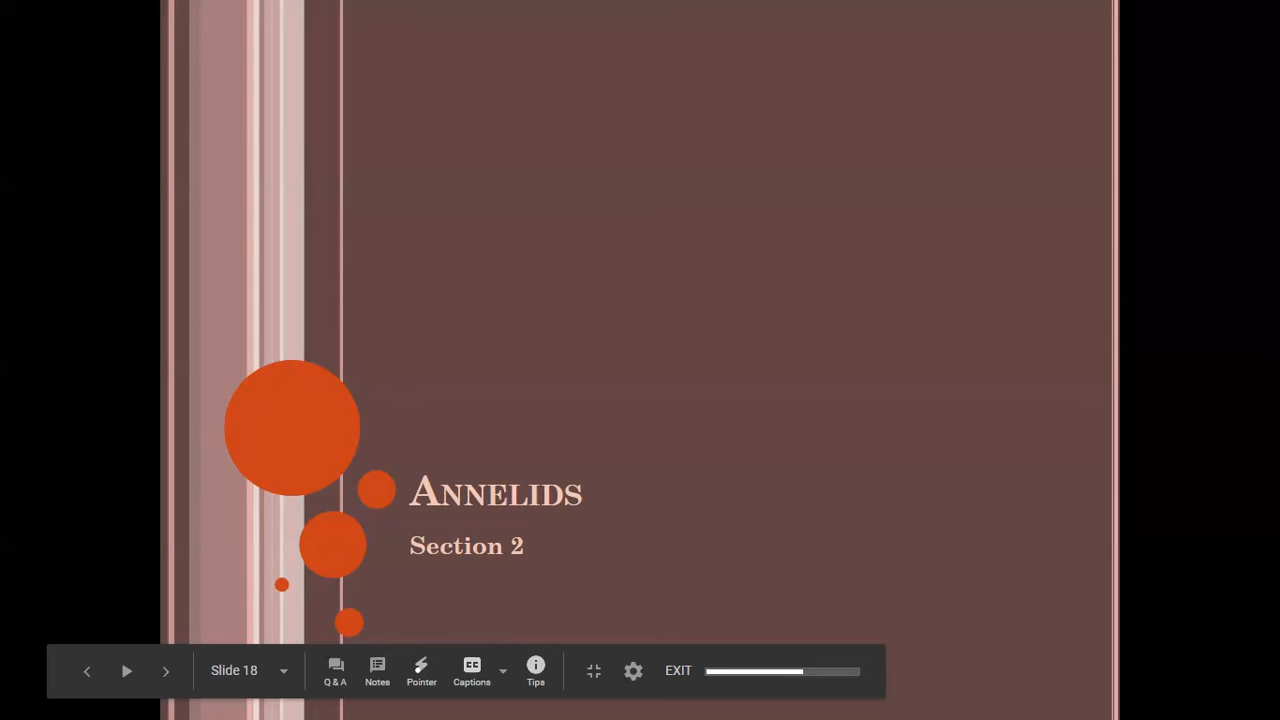 ANNELIDS
Section 2
Slide 18
Q & A
Notes
Pointer
Captions
Tips
EXIT